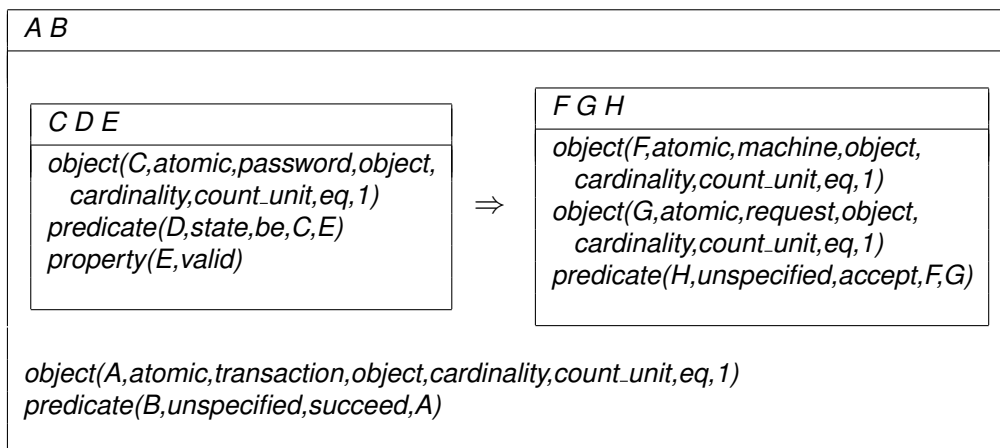 A B
C D E
object(C,atomic,password,object,
cardinality,count_unit,eq,1)
predicate(D,state,be,C,E)
property(E,valid)
⇒
F G H
object(F,atomic,machine,object,
cardinality,count_unit,eq,1)
object(G,atomic,request,object,
cardinality,count_unit,eq,1)
predicate(H,unspecified,accept,F,G)
object(A,atomic,transaction,object,cardinality,count_unit,eq,1)
predicate(B,unspecified,succeed,A)